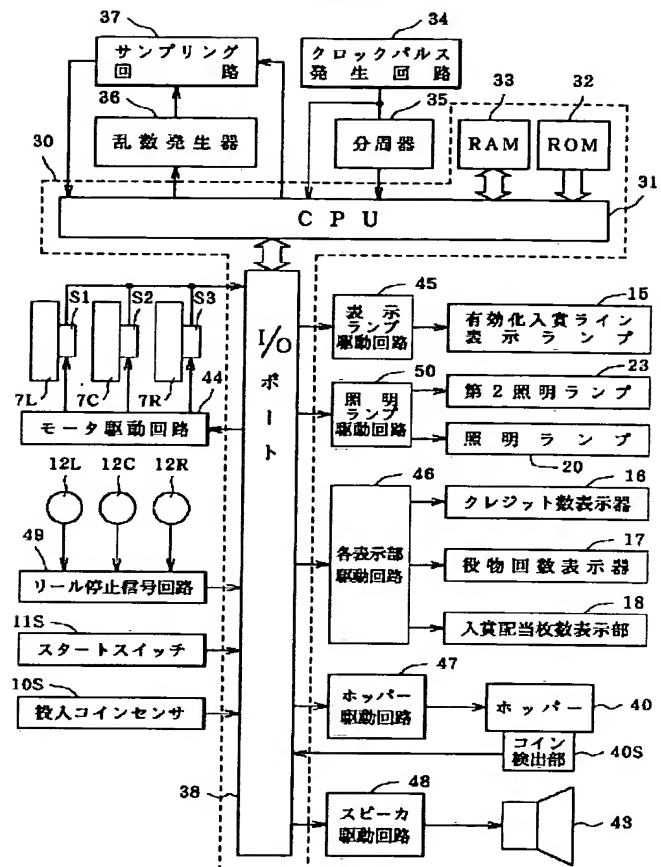 37
サンプリング
回路
36
乱数発生器
34
クロックパルス
発生回路
35
分周器
33
RAM
32
ROM
30
CPU
31
S1
S2
S3
7L
7C
7R
44
モータ駆動回路
12L
12C
12R
49
リール停止信号回路
11S
スタートスイッチ
10S
投入コインセンサ
38
I/O
ポート
45
表示
ランプ
駆動回路
15
有効化入賞ライン
表示ランプ
50
照明
ランプ
駆動回路
23
第2照明ランプ
照明ランプ
20
46
各表示部
駆動回路
16
クレジット数表示器
17
役物回数表示器
18
入賞配当枚数表示部
47
ホッパー
駆動回路
ホッパー
40
コイン
検出部
40S
48
スピーカ
駆動回路
43